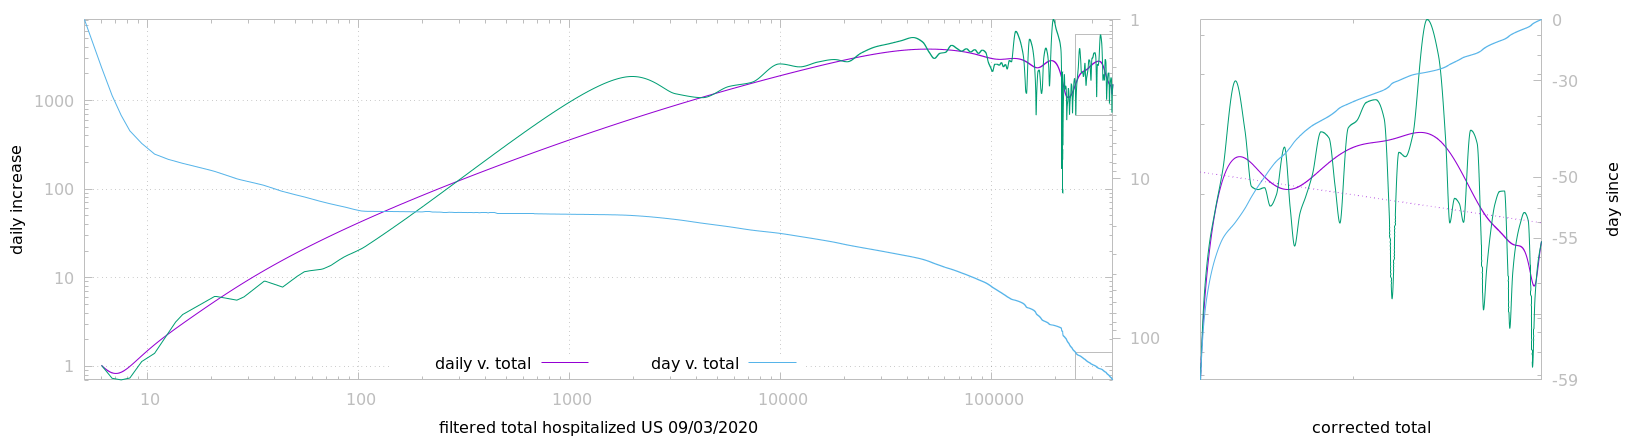 1000
100
10
1
daily increase
10
100
1000
10000
100000
1
10
100
daily v. total
day v. total
filtered total hospitalized US 09/03/2020
0
-30
-50
-55
-59
day since
corrected total